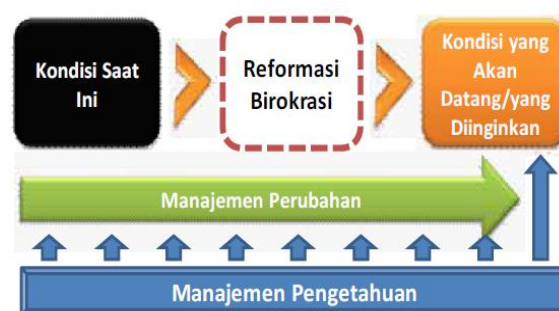 Kondisi Saat
Ini
Reformasi
Birokrasi
Kondisi yang
Akan
Datang/yang
Diinginkan
Manajemen Perubahan
Manajemen Pengetahuan